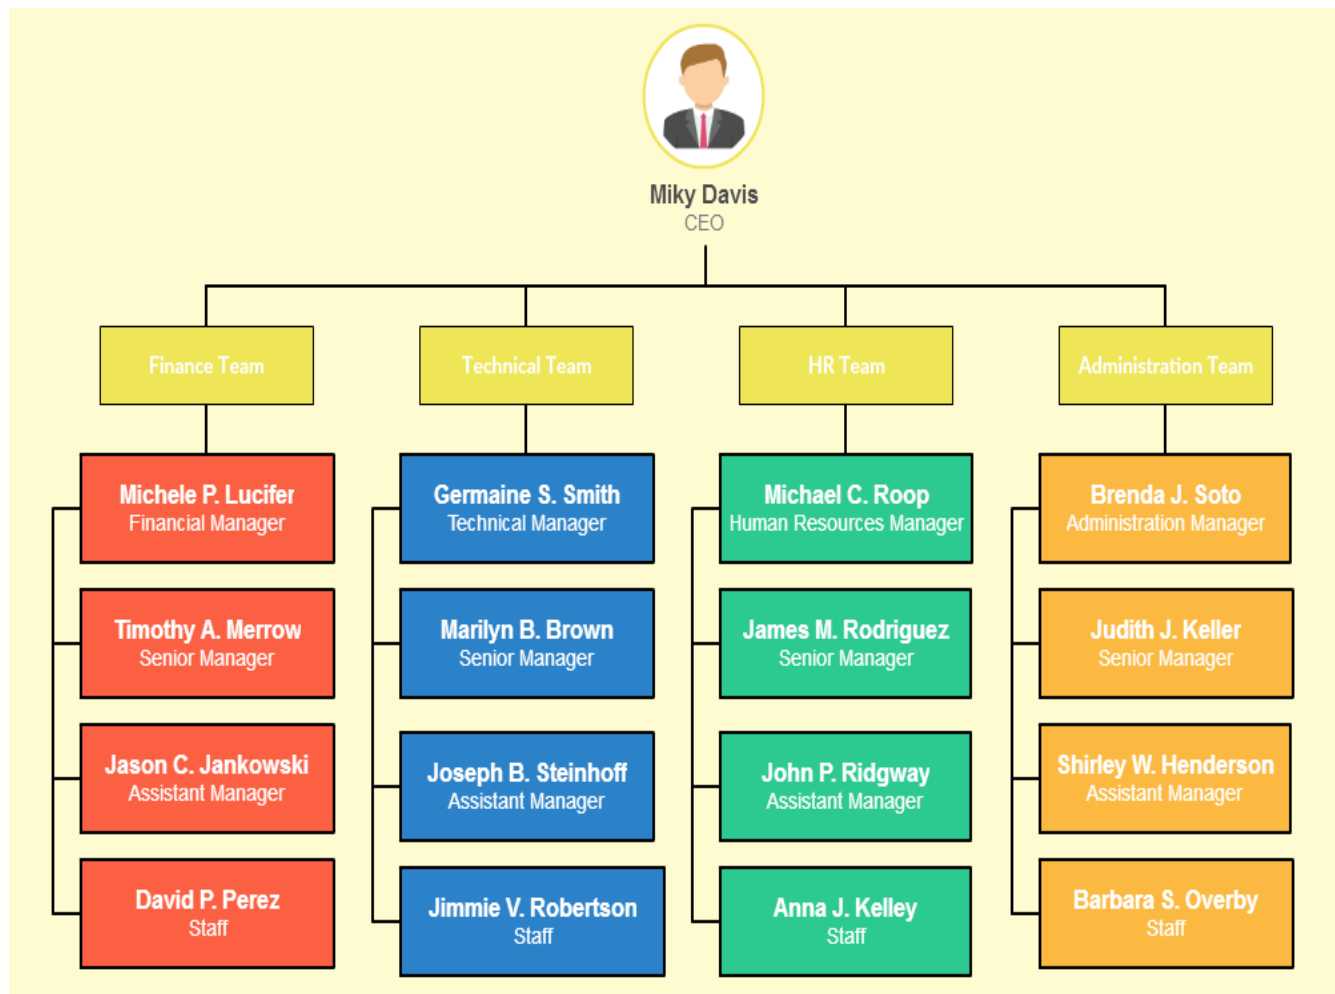 Miky Davis
CEO
Finance Team
Technical Team
HR Team
Administration Team
Michele P. Lucifer
Financial Manager
Germaine S. Smith
Technical Manager
Michael C. Roop
Human Resources Manager
Brenda J. Soto
Administration Manager
Timothy A. Merrow
Senior Manager
Marilyn B. Brown
Senior Manager
James M. Rodriguez
Senior Manager
Judith J. Keller
Senior Manager
Jason C. Jankowski
Assistant Manager
Joseph B. Steinhoff
Assistant Manager
John P. Ridgway
Assistant Manager
Shirley W. Henderson
Assistant Manager
David P. Perez
Staff
Jimmie V. Robertson
Staff
Anna J. Kelley
Staff
Barbara S. Overby
Staff